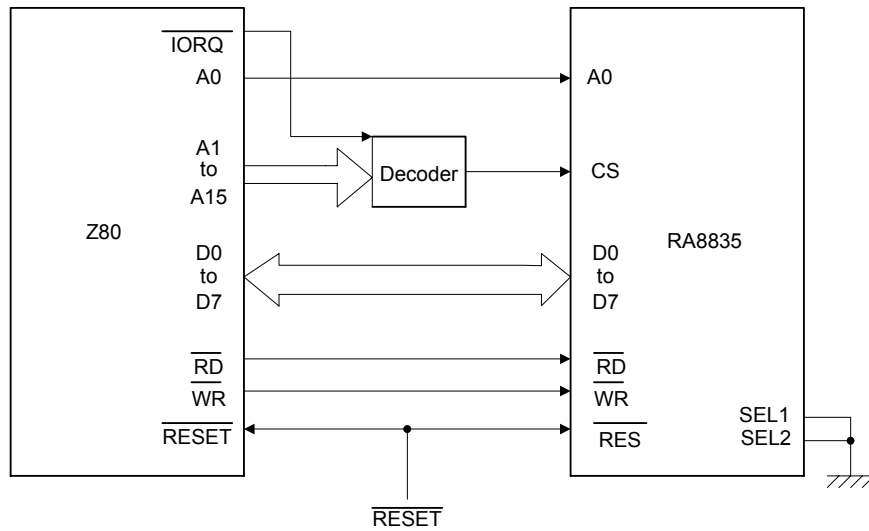 IORQ
A0
A1
to
A15
Z80
D0
to
D7
RD
WR
RESET
Decoder
A0
CS
RA8835
D0
to
D7
RD
WR
RES
SEL1
SEL2
RESET